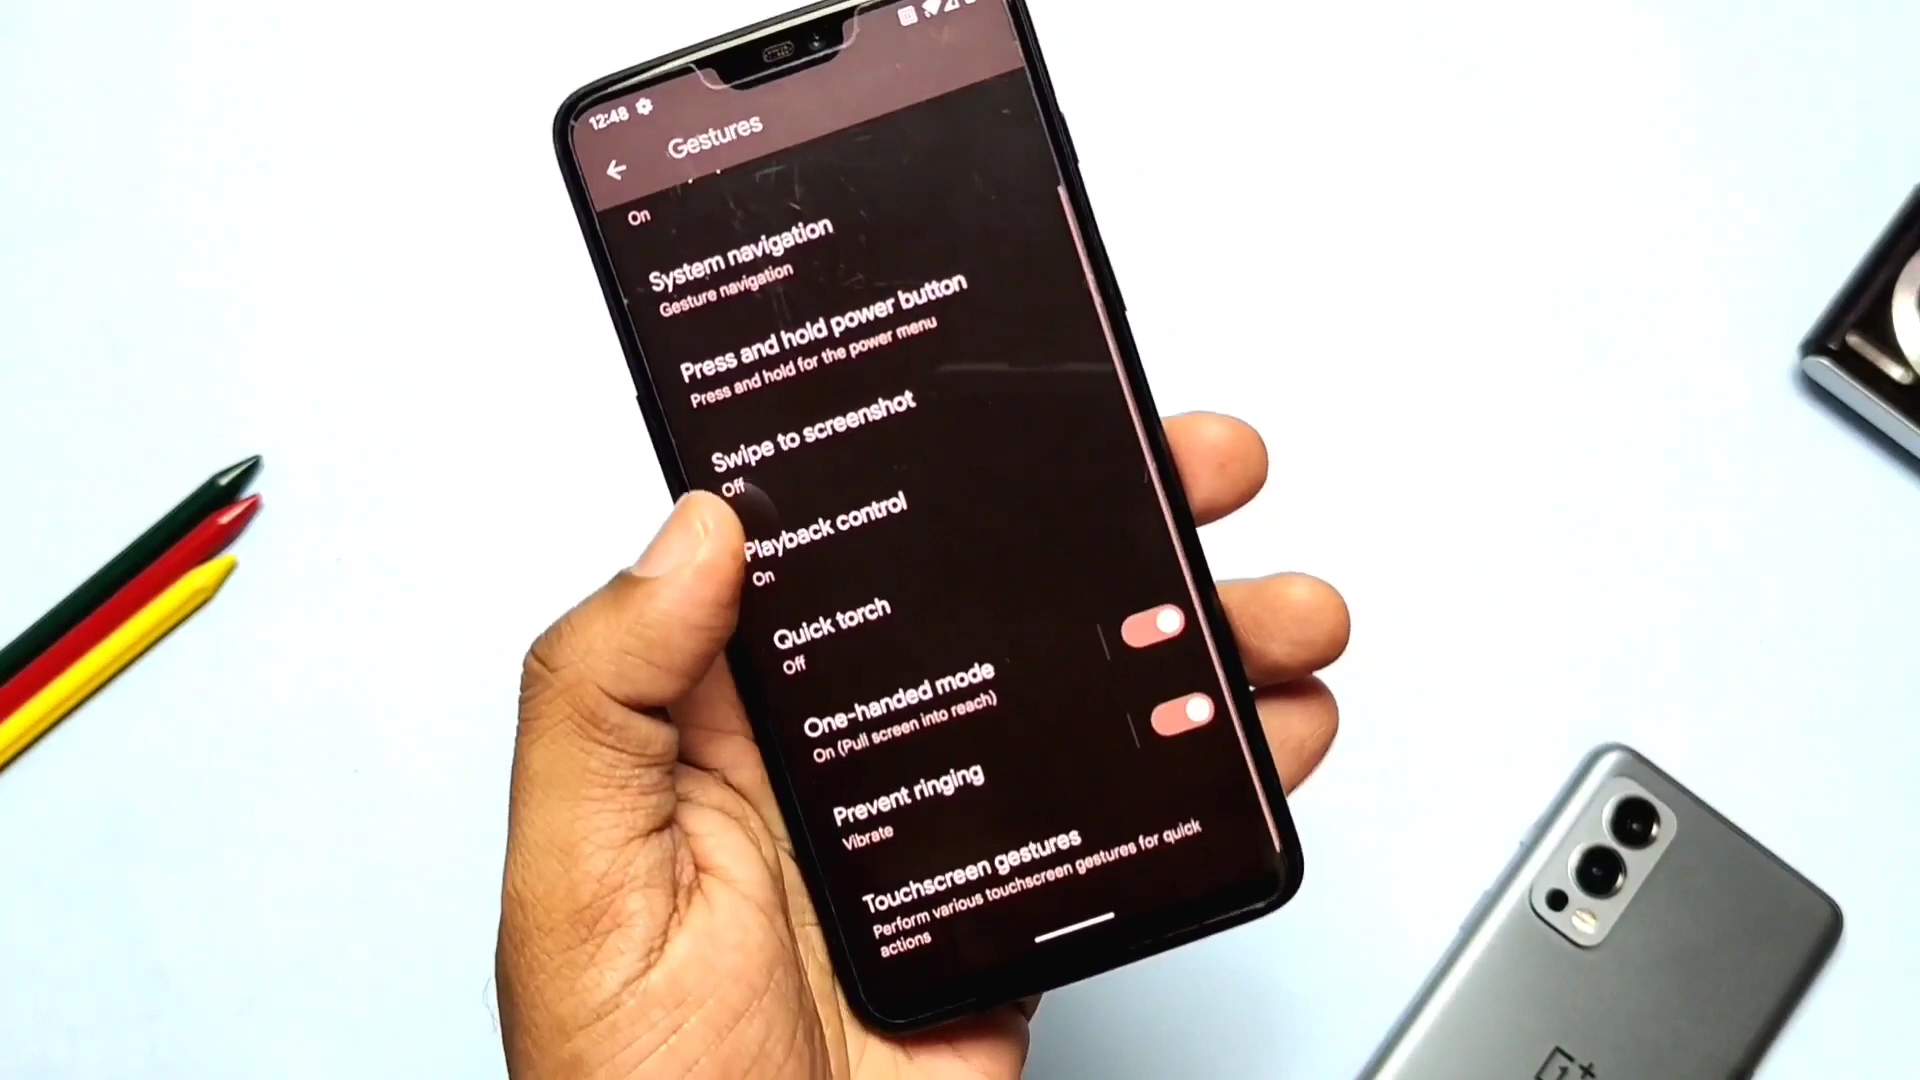 12:48
Gestures
On
System navigation
Gesture navigation
Press and hold power button
Press and hold for the power menu
Swipe to screenshot
Off
Playback control
On
Quick torch
Off
One-handed mode
On (Pull screen into reach)
Prevent ringing
Vibrate
Touchscreen gestures
Perform various touchscreen gestures for quick
actions